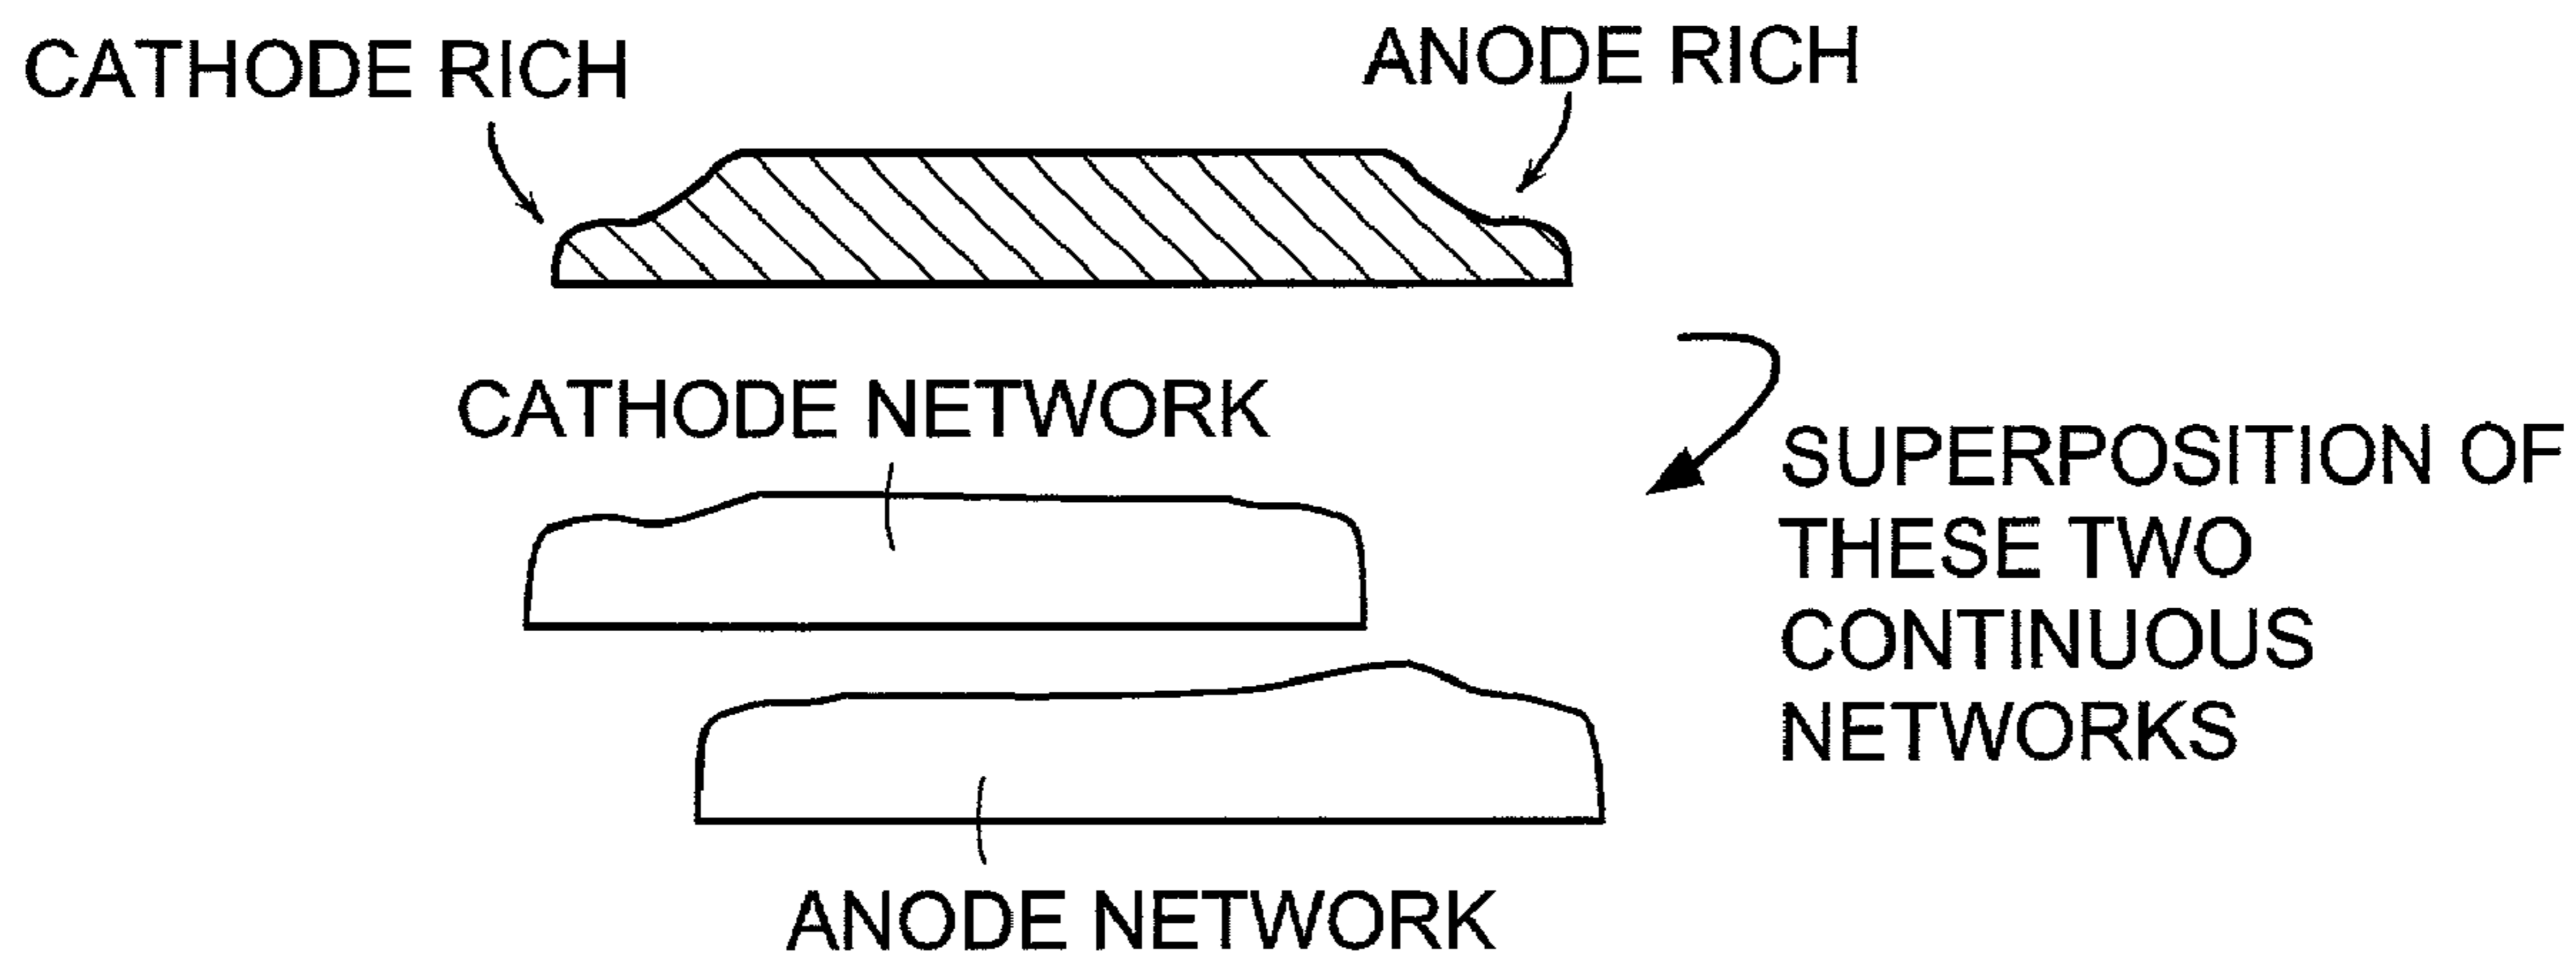 CATHODE RICH
ANODE RICH
CATHODE NETWORK
SUPERPOSITION OF
THESE TWO
CONTINUOUS
NETWORKS
ANODE NETWORK